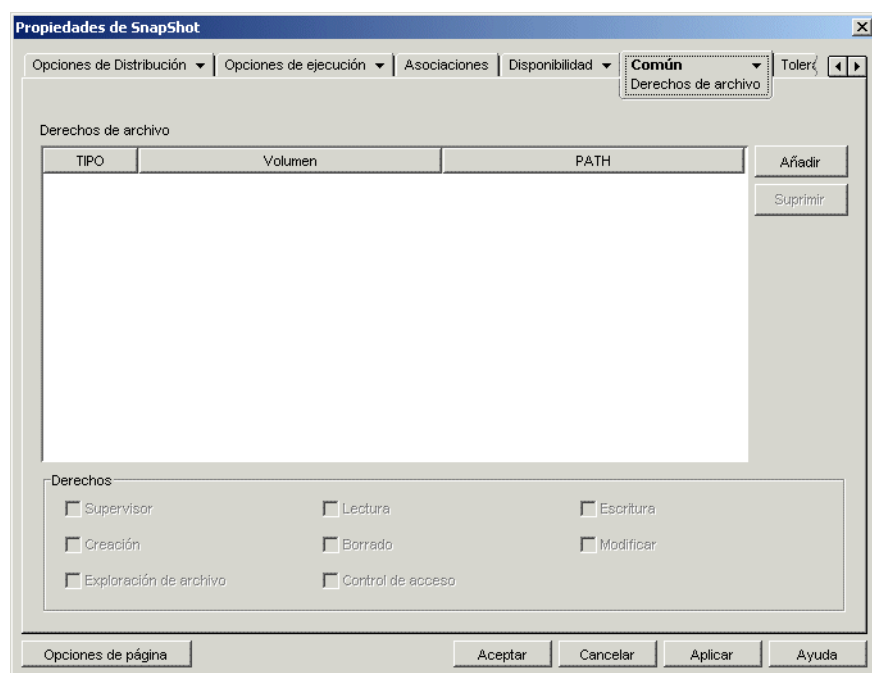 Propiedades de SnapShot
Opciones de Distribución Opciones de ejecución Asociaciones Disponibilidad Común
Derechos de archivo
Derechos de archivo
TIPO Volumen PATH
Añadir
Suprimir
Derechos
Supervisor Lectura Escritura
Creación Borrado Modificar
Exploración de archivo Control de acceso
Opciones de página Aceptar Cancelar Aplicar Ayuda